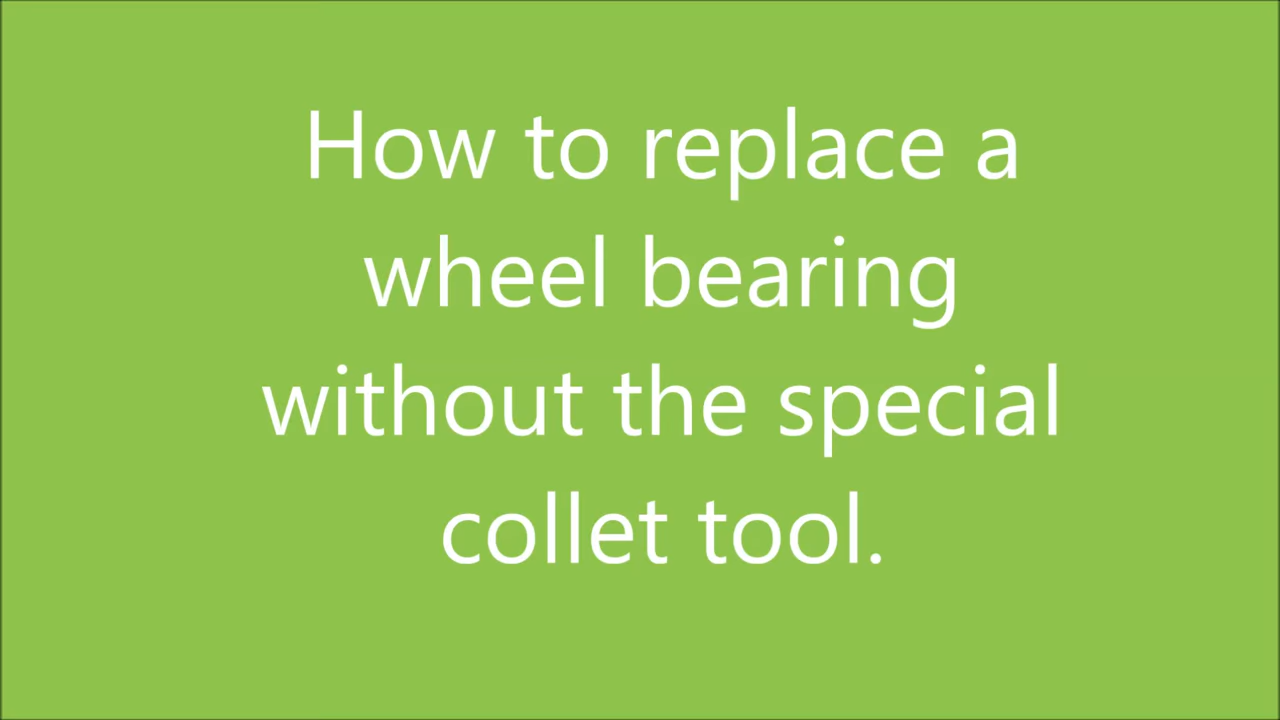 How to replace a
wheel bearing
without the special
collet tool.